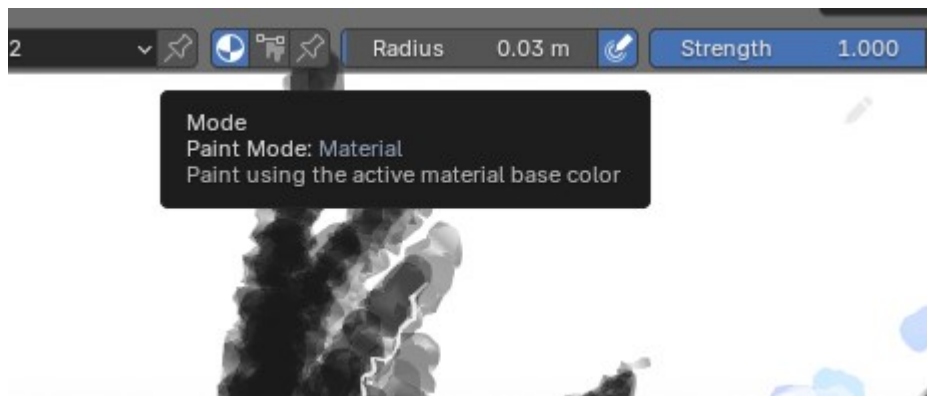 2 Radius 0.03 m Strength 1.000
Mode
Paint Mode: Material
Paint using the active material base color